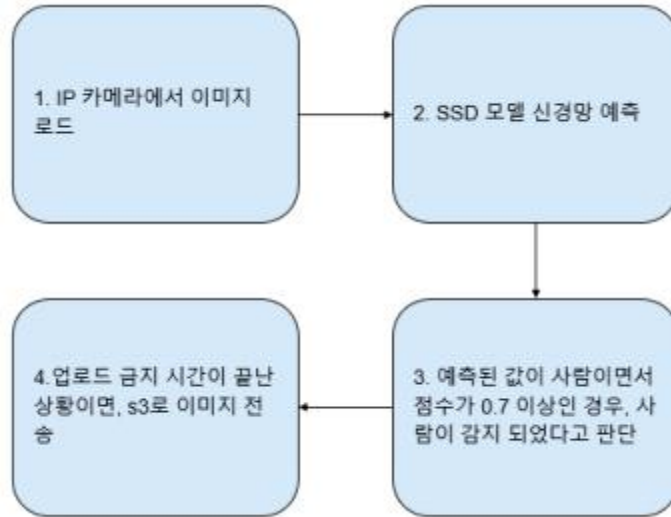 1. IP 카메라에서 이미지
로드
2. SSD 모델 신경망 예측
3. 예측된 값이 사람이면서
점수가 0.7 이상인 경우, 사
람이 감지 되었다고 판단
4.업로드 금지 시간이 끝난
상황이면, s3로 이미지 전
송